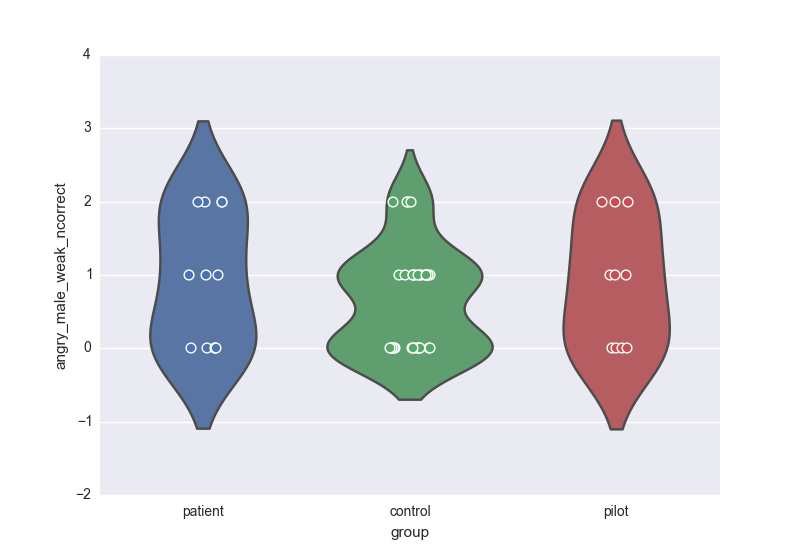 4
3
2
1
0
−1
−2
angry_male_weak_ncorrect
patient control pilot
group